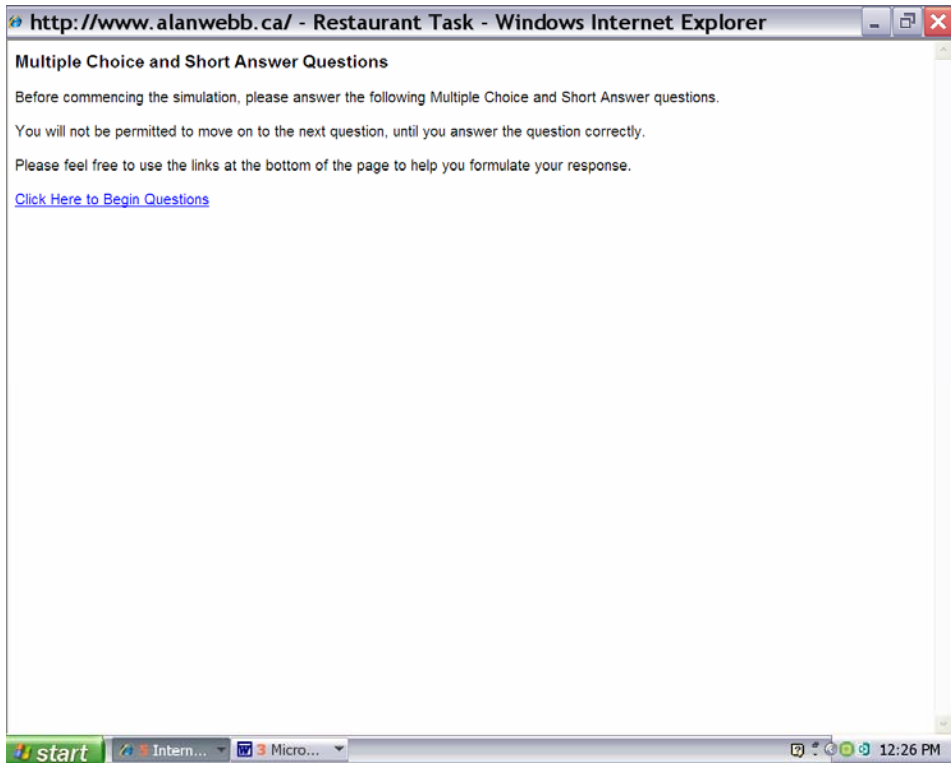 http://www.alanwebb.ca/ - Restaurant Task - Windows Internet Explorer
Multiple Choice and Short Answer Questions
Before commencing the simulation, please answer the following Multiple Choice and Short Answer questions.
You will not be permitted to move on to the next question, until you answer the question correctly.
Please feel free to use the links at the bottom of the page to help you formulate your response.
Click Here to Begin Questions
start 5 Intern... 3 Micro... 12:26 PM